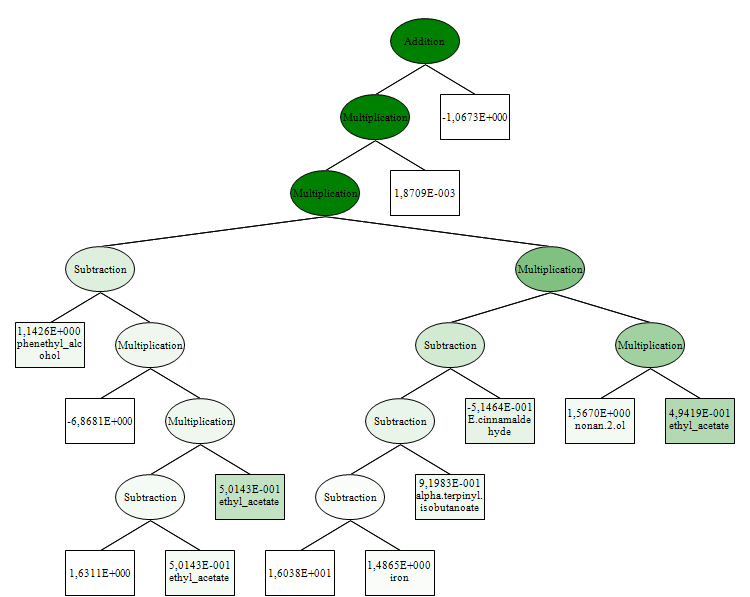 Addition
Multiplication
-1,0673E+000
Multiplication
1,8709E-003
Subtraction
Multiplication
1,1426E+000
phenethyl_alc
ohol
Multiplication
Subtraction
Multiplication
-6,8681E+000
Multiplication
Subtraction
-5,1464E-001
E.cinnamalde
hyde
1,5670E+000
nonan.2.ol
4,9419E-001
ethyl_acetate
Subtraction
5,0143E-001
ethyl_acetate
Subtraction
9,1983E-001
alpha.terpinyl.
isobutanoate
1,6311E+000
5,0143E-001
ethyl_acetate
1,6038E+001
1,4865E+000
iron